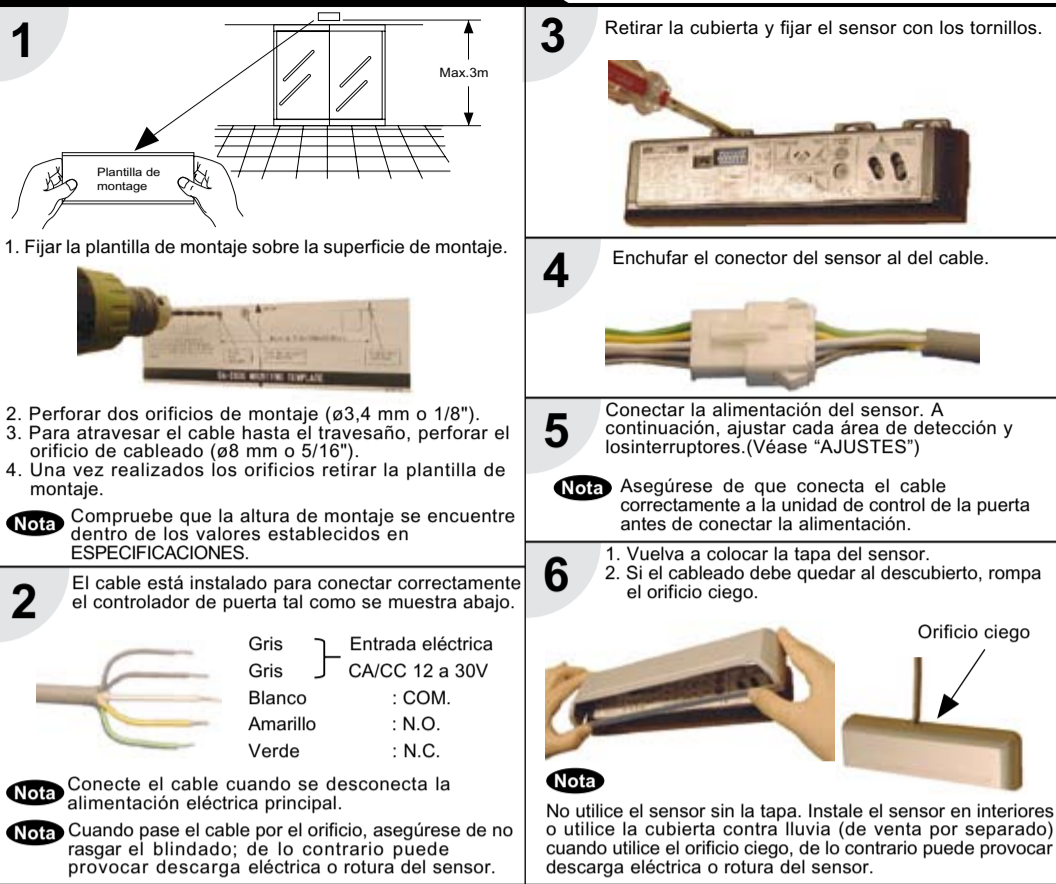 1
Max.3m
Plantilla de
montage
1. Fijar la plantilla de montaje sobre la superficie de montaje.
MOUNTING TEMPLATE
2. Perforar dos orificios de montaje (ø3,4 mm o 1/8").
3. Para atravesar el cable hasta el travesaño, perforar el
orificio de cableado (ø8 mm o 5/16").
4. Una vez realizados los orificios retirar la plantilla de
montaje.
Nota Compruebe que la altura de montaje se encuentre
dentro de los valores establecidos en
ESPECIFICACIONES.
2
El cable está instalado para conectar correctamente
el controlador de puerta tal como se muestra abajo.
Gris Entrada eléctrica
Gris CA/CC 12 a 30V
Blanco : COM.
Amarillo : N.O.
Verde : N.C.
Nota Conecte el cable cuando se desconecta la
alimentación eléctrica principal.
Nota Cuando pase el cable por el orificio, asegúrese de no
rasgar el blindado; de lo contrario puede
provocar descarga eléctrica o rotura del sensor.
3
Retirar la cubierta y fijar el sensor con los tornillos.
4
Enchufar el conector del sensor al del cable.
5
Conectar la alimentación del sensor. A
continuación, ajustar cada área de detección y
losinterruptores.(Véase “AJUSTES”)
Nota Asegúrese de que conecta el cable
correctamente a la unidad de control de la puerta
antes de conectar la alimentación.
6
1. Vuelva a colocar la tapa del sensor.
2. Si el cableado debe quedar al descubierto, rompa
el orificio ciego.
Orificio ciego
Nota
No utilice el sensor sin la tapa. Instale el sensor en interiores
o utilice la cubierta contra lluvia (de venta por separado)
cuando utilice el orificio ciego, de lo contrario puede provocar
descarga eléctrica o rotura del sensor.